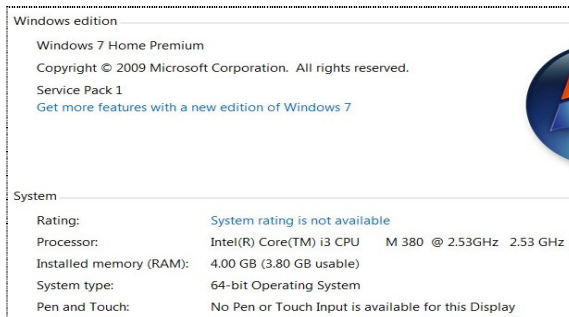 Windows edition
Windows 7 Home Premium
Copyright © 2009 Microsoft Corporation.  All rights reserved.
Service Pack 1
Get more features with a new edition of Windows 7
System
Rating: System rating is not available
Processor: Intel(R) Core(TM) i3 CPU M 380 @ 2.53GHz 2.53 GHz
Installed memory (RAM): 4.00 GB (3.80 GB usable)
System type: 64-bit Operating System
Pen and Touch: No Pen or Touch Input is available for this Display